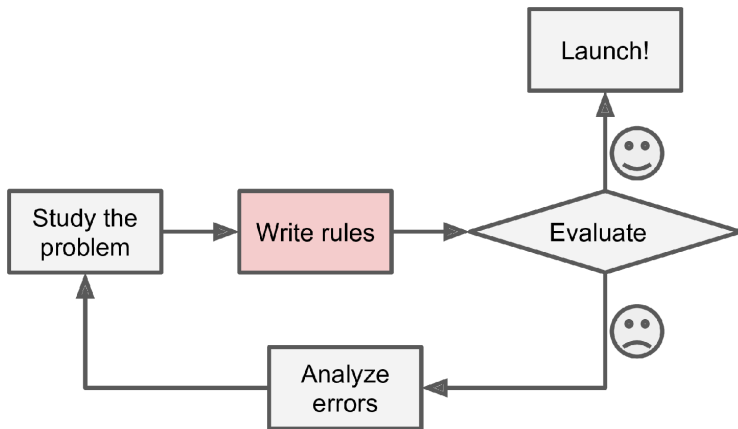 Launch!
Study the
problem
Write rules
Evaluate
Analyze
errors